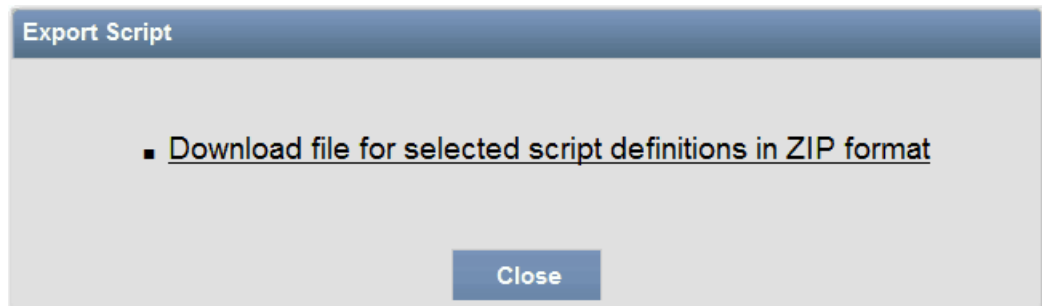 Export Script
▪ Download file for selected script definitions in ZIP format
Close